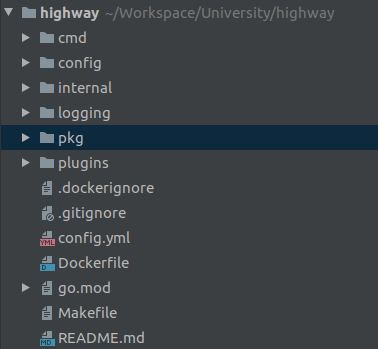 highway ~/Workspace/University/highway
cmd
config
internal
logging
pkg
plugins
.dockerignore
.gitignore
config.yml
Dockerfile
go.mod
Makefile
README.md